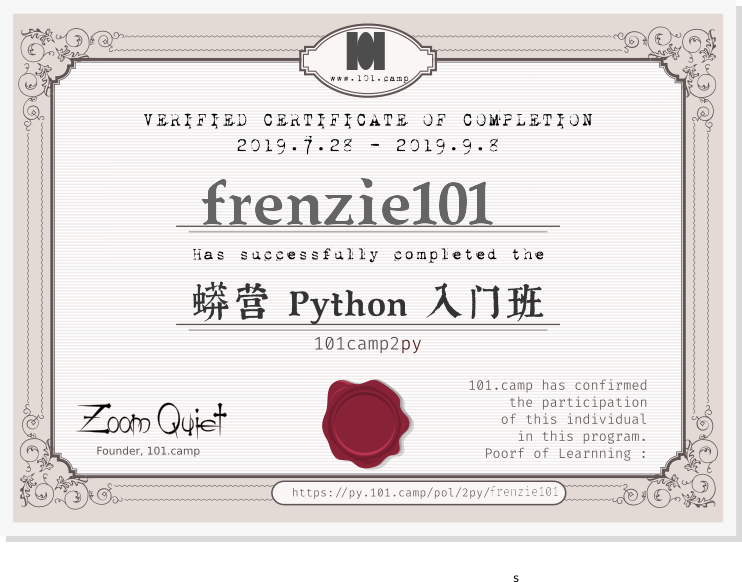 101
www.101.camp
VERIFIED CERTIFICATE OF COMPLETION
2019.7.28 - 2019.9.8
frenzie101
Has successfully completed the
蟒营 Python 入门班
101camp2py
Zoom Quiet
Founder, 101.camp
101.camp has confirmed
the participation
of this individual
in this program.
Poorf of Learnning :
https://py.101.camp/pol/2py/frenzie101
s